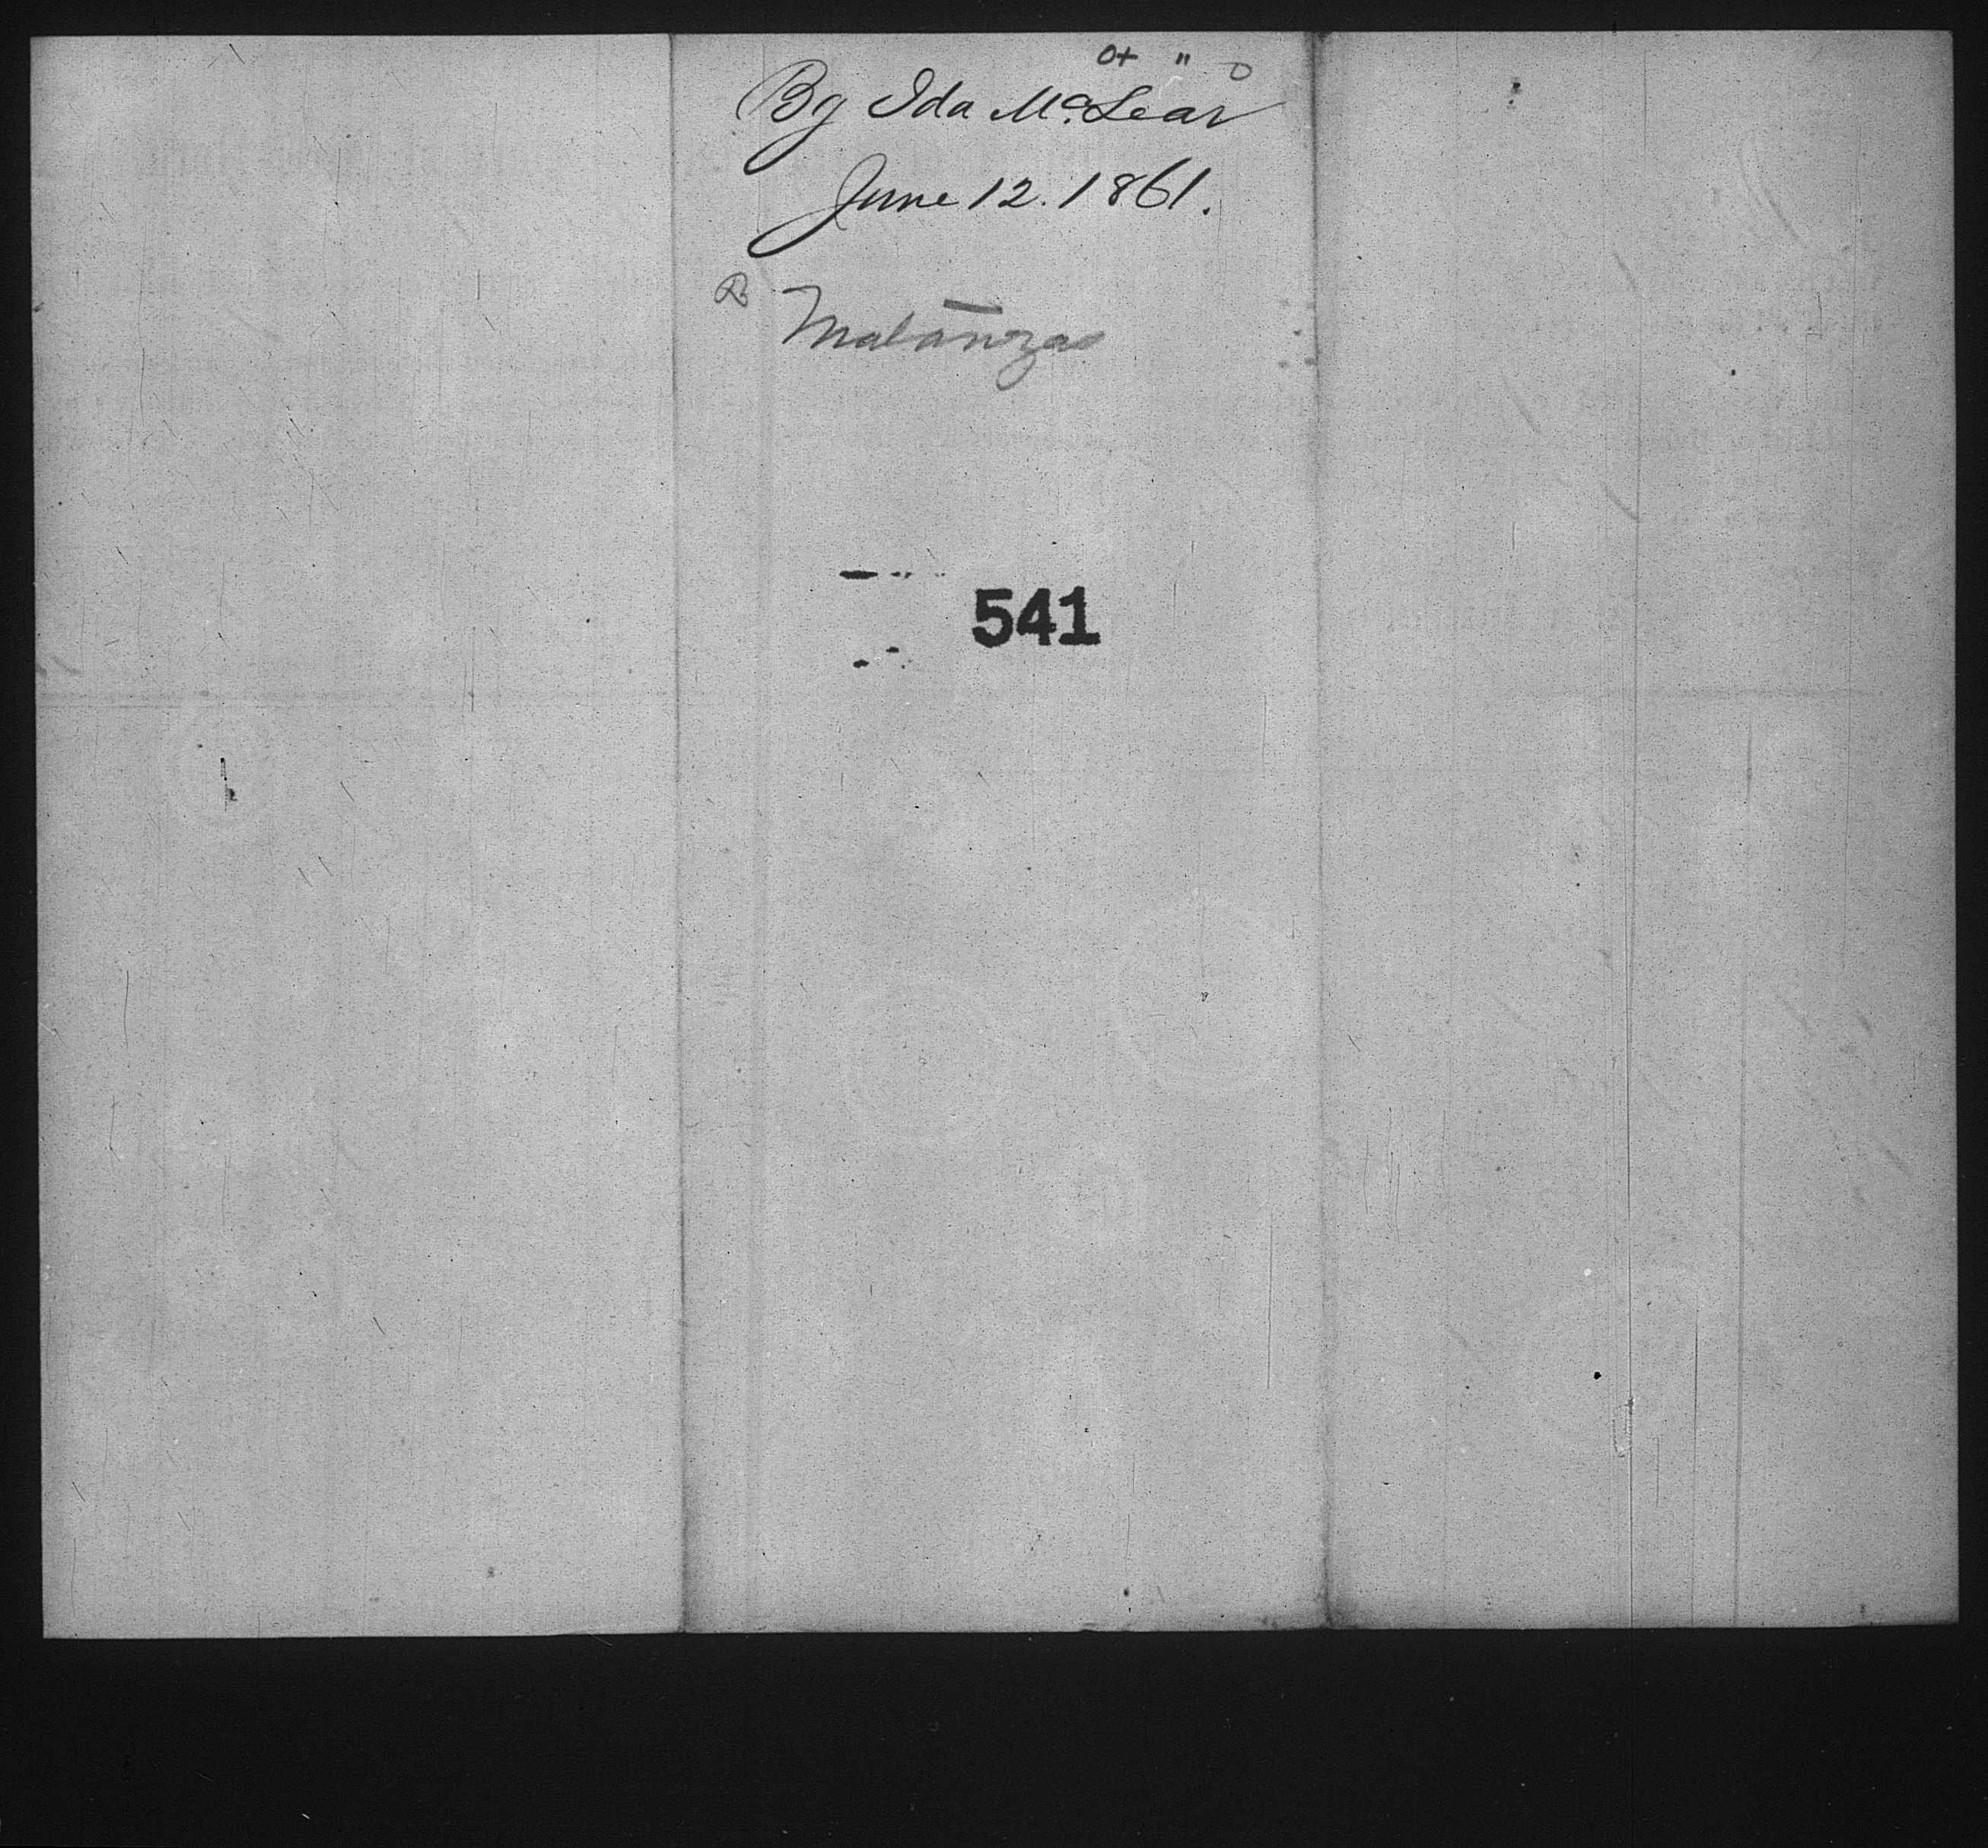 Bg Ida McLear
June 12. 1861.
Matanzas
541